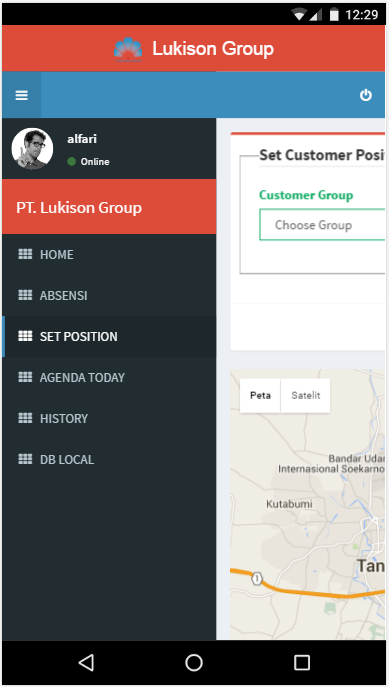 12:29
Lukison Group
alfari
Online
PT. Lukison Group
HOME
ABSENSI
SET POSITION
AGENDA TODAY
HISTORY
DB LOCAL
Set Customer Posi
Customer Group
Choose Group
Peta
Satelit
Bandar Udar
Internasional Soekarno
Kutabumi
1
Tan